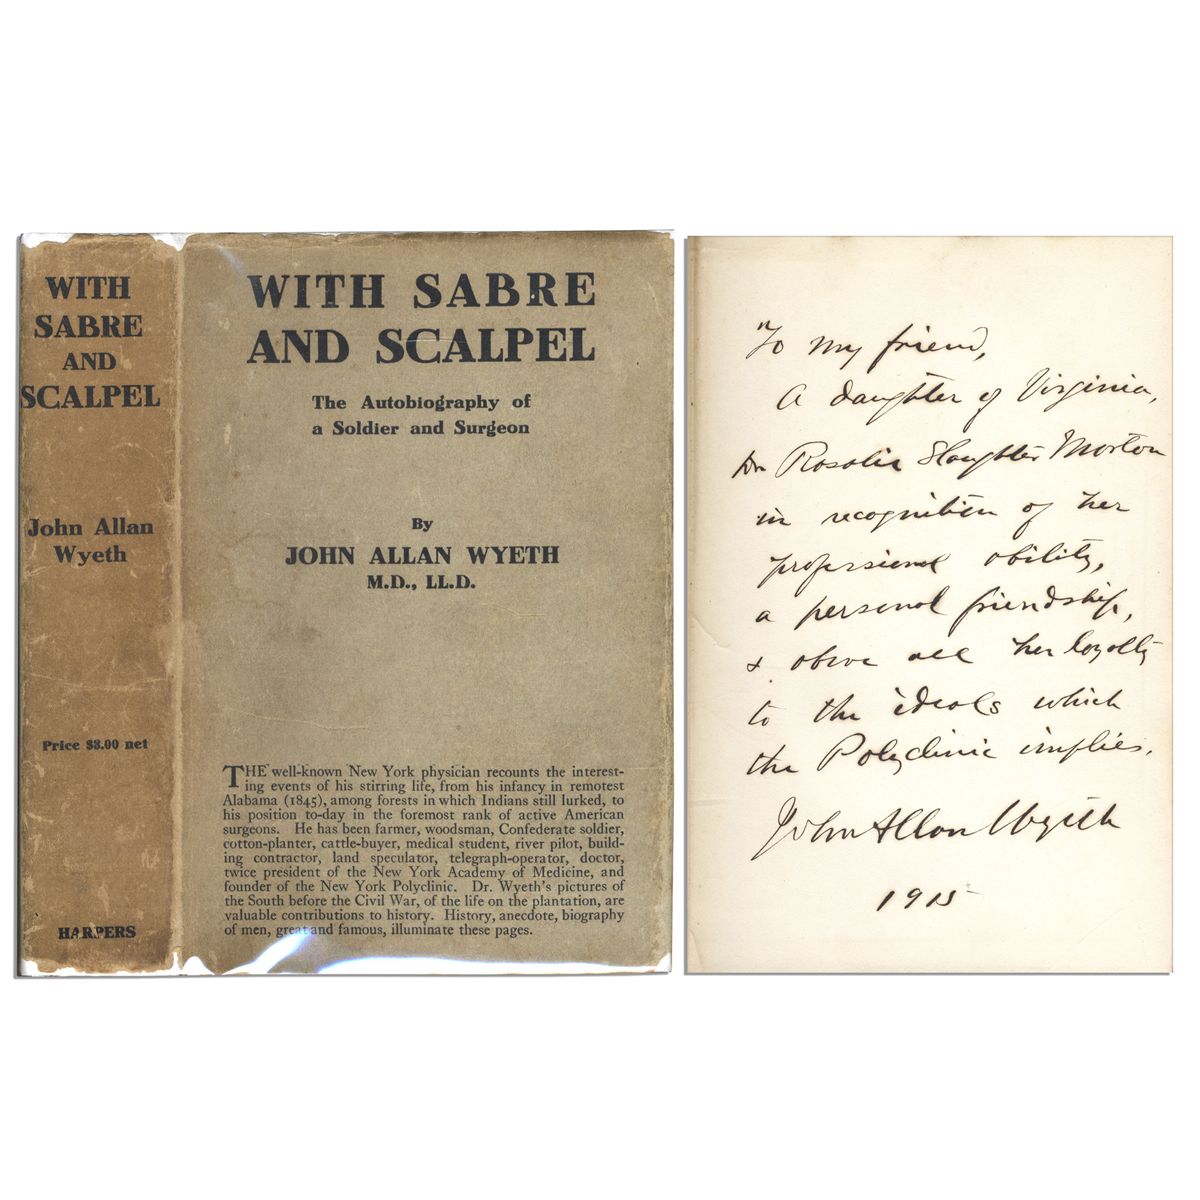 WITH
SABRE
AND
SCALPEL
John Allan
Wyeth
Price $3.00 net
HARPERS
WITH SABRE
AND SCALPEL
The Autobiography of
a Soldier and Surgeon
By
JOHN ALLAN WYETH
M.D., LL.D.
THE well-known New York physician recounts the interest-
ing events of his stirring life, from his infancy in remotest
Alabama (1845), among forests in which Indians still lurked, to
his position to-day in the foremost rank of active American
surgeons. He has been farmer, woodsman, Confederate soldier,
cotton-planter, cattle-buyer, medical student, river pilot, build-
ing contractor, land speculator, telegraph-operator, doctor,
twice president of the New York Academy of Medicine, and
founder of the New York Polyclinic. Dr. Wyeth's pictures of
the South before the Civil War, of the life on the plantation, are
valuable contributions to history. History, anecdote, biography
of men, great and famous, illuminate these pages.
To my friend,
A daughter of Virginia,
Dr Rosalie Slaughter Morton
in recognition of her
professional ability,
a personal friendship,
& above all her loyalty
to the ideals which
the Polyclinic implies.
John Allan Wyeth
1915